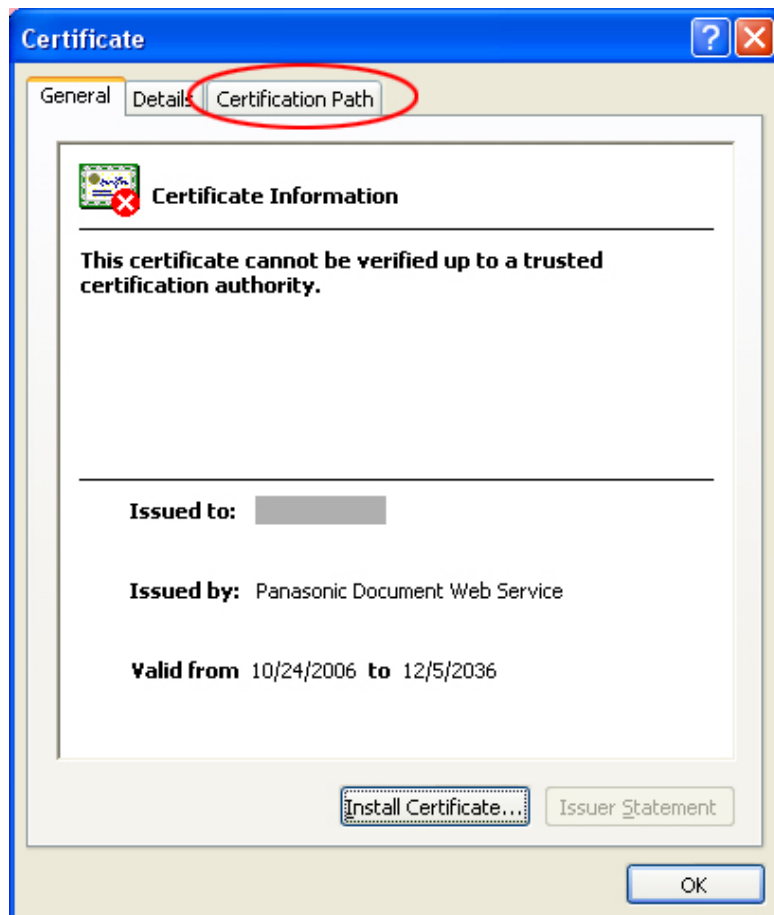 Certificate
General Details Certification Path
Certificate Information
This certificate cannot be verified up to a trusted
certification authority.
Issued to:
Issued by: Panasonic Document Web Service
Valid from 10/24/2006 to 12/5/2036
Install Certificate... Issuer Statement
OK